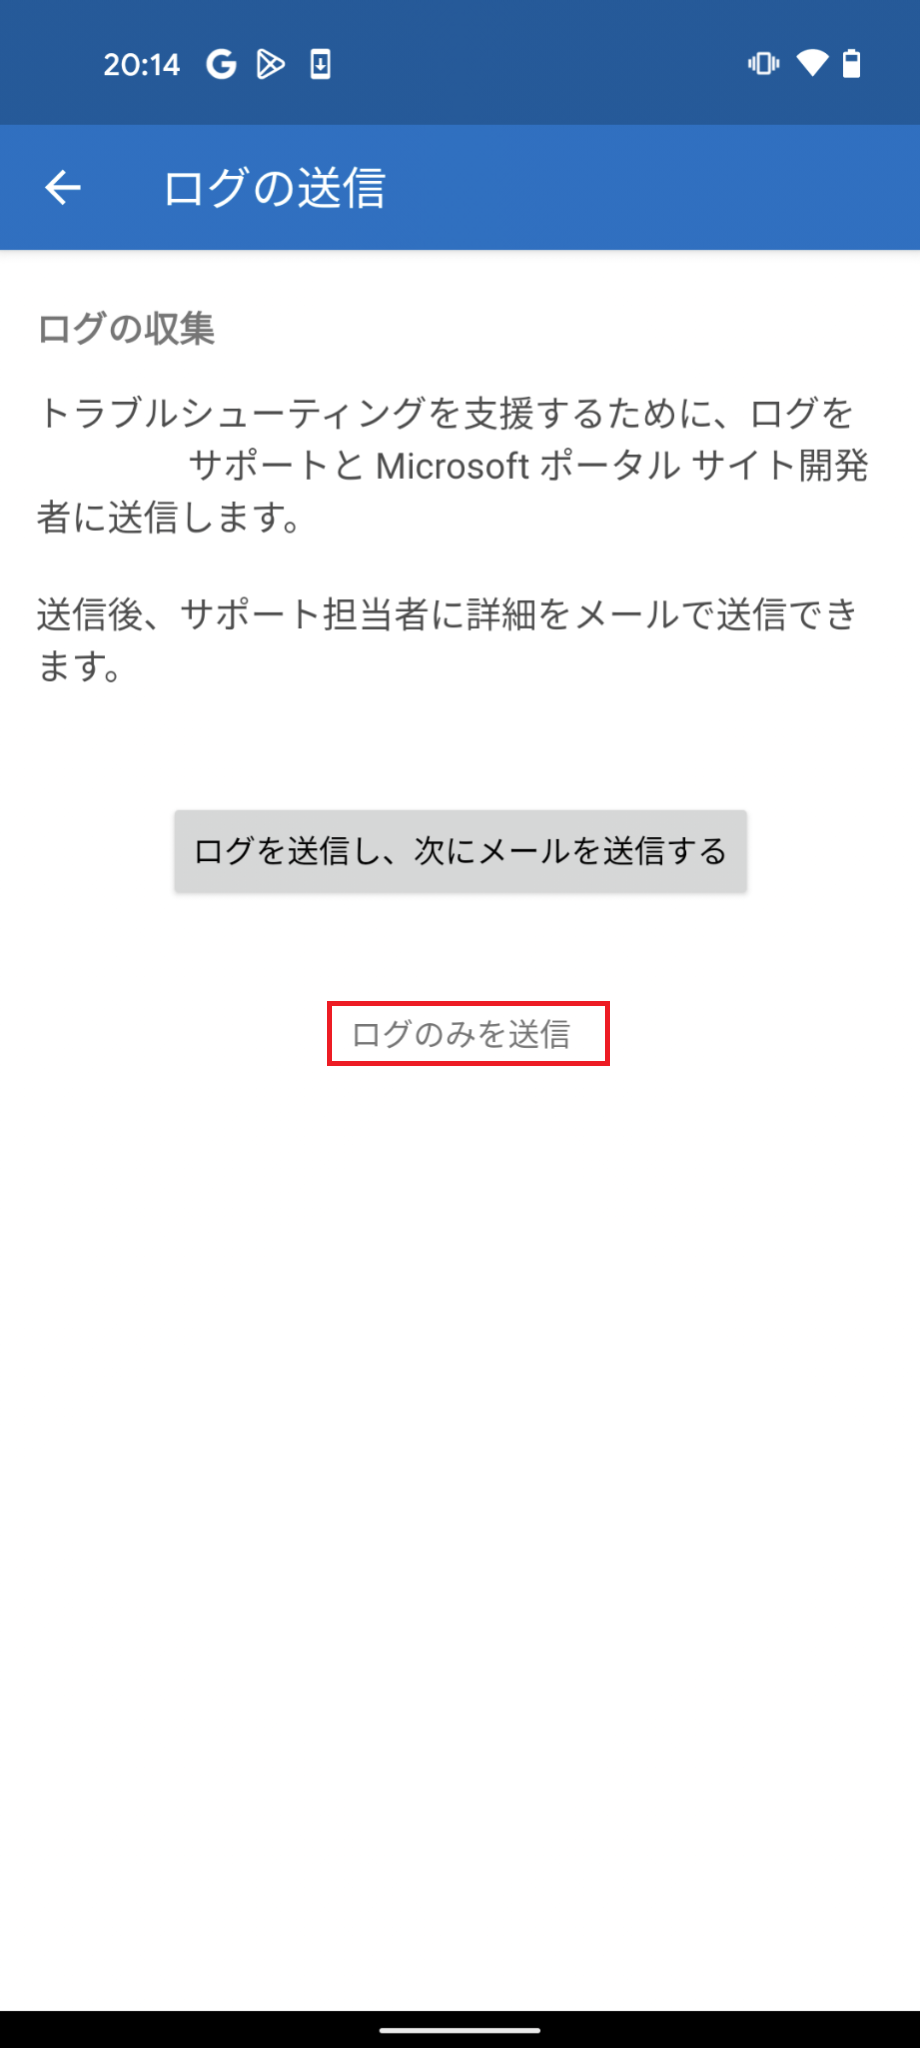 20:14
ログの送信
ログの収集
トラブルシューティングを支援するために、ログを
サポートと Microsoft ポータル サイト開発
者に送信します。
送信後、サポート担当者に詳細をメールで送信でき
ます。
ログを送信し、次にメールを送信する
ログのみを送信